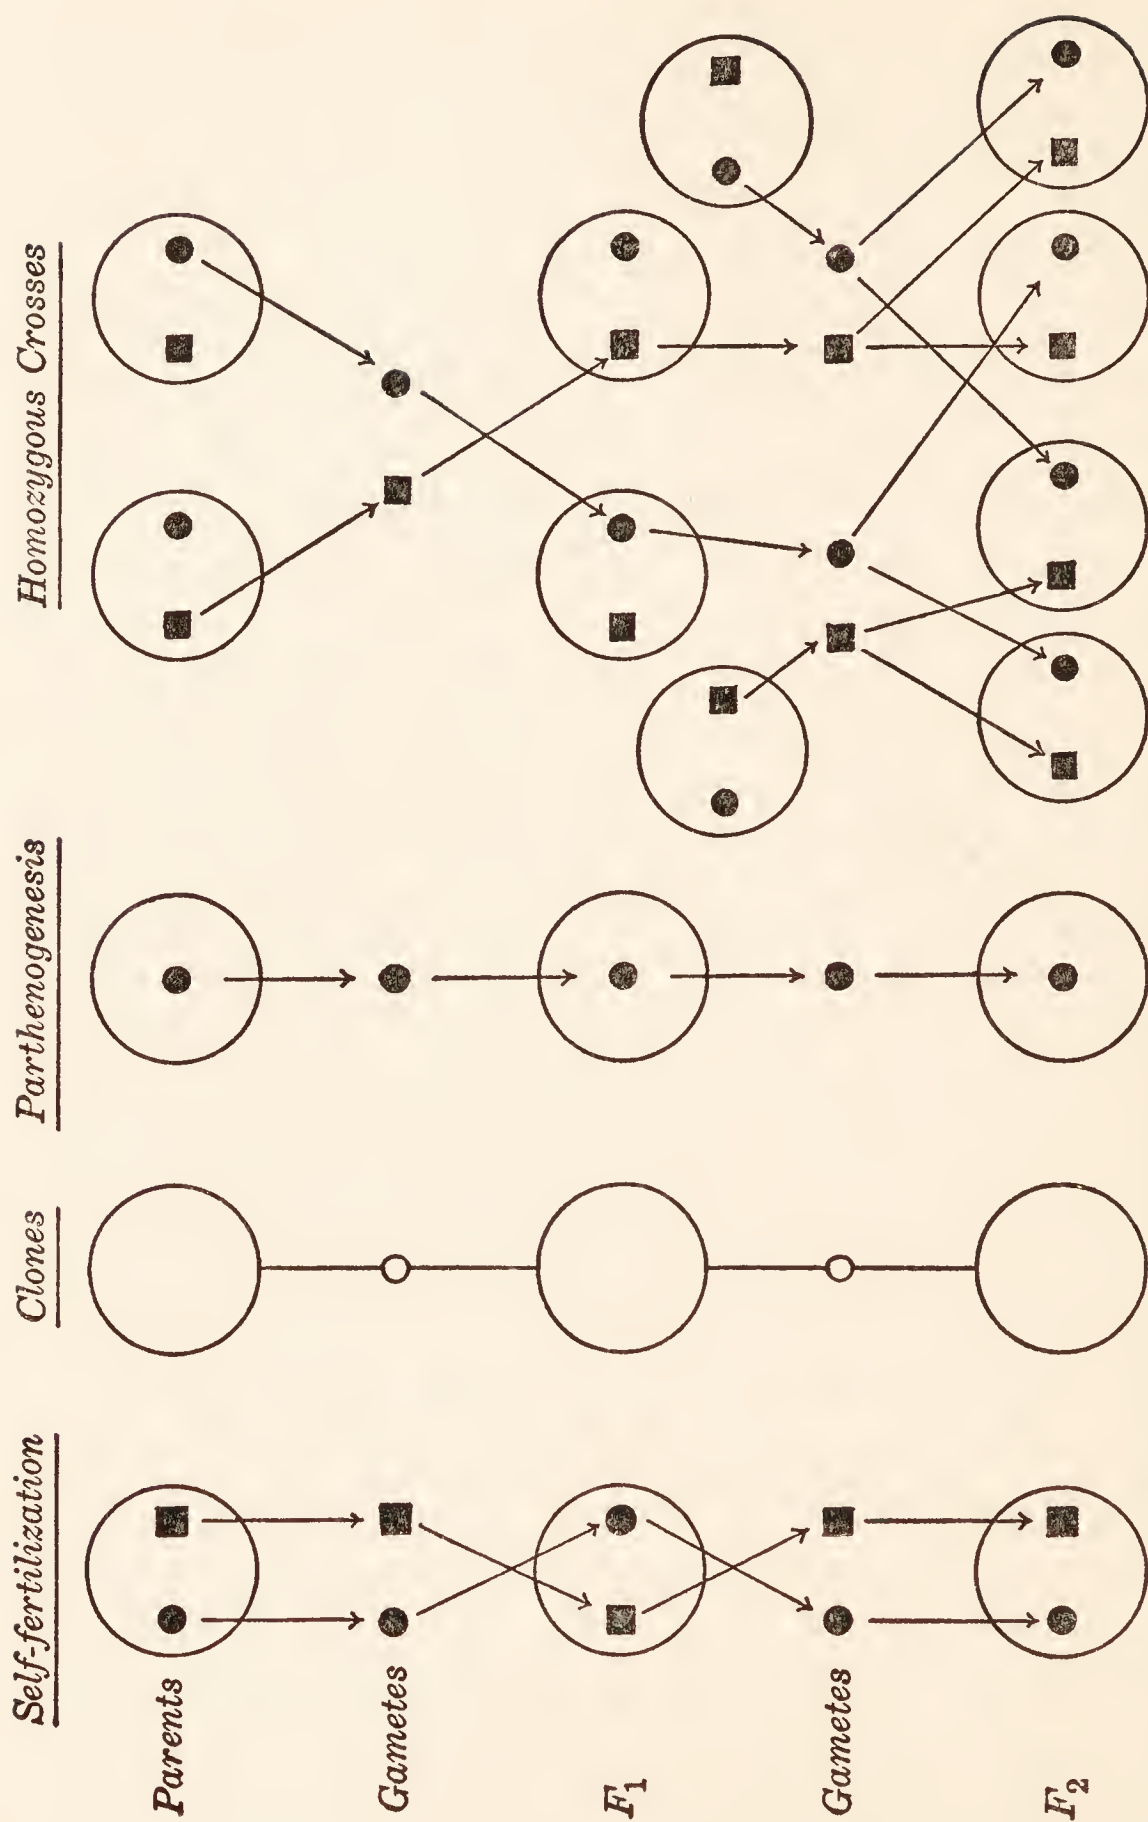 Self-fertilization
Clones
Parthenogenesis
Homozygous Crosses
Parents
Gametes
F₁
Gametes
F₂